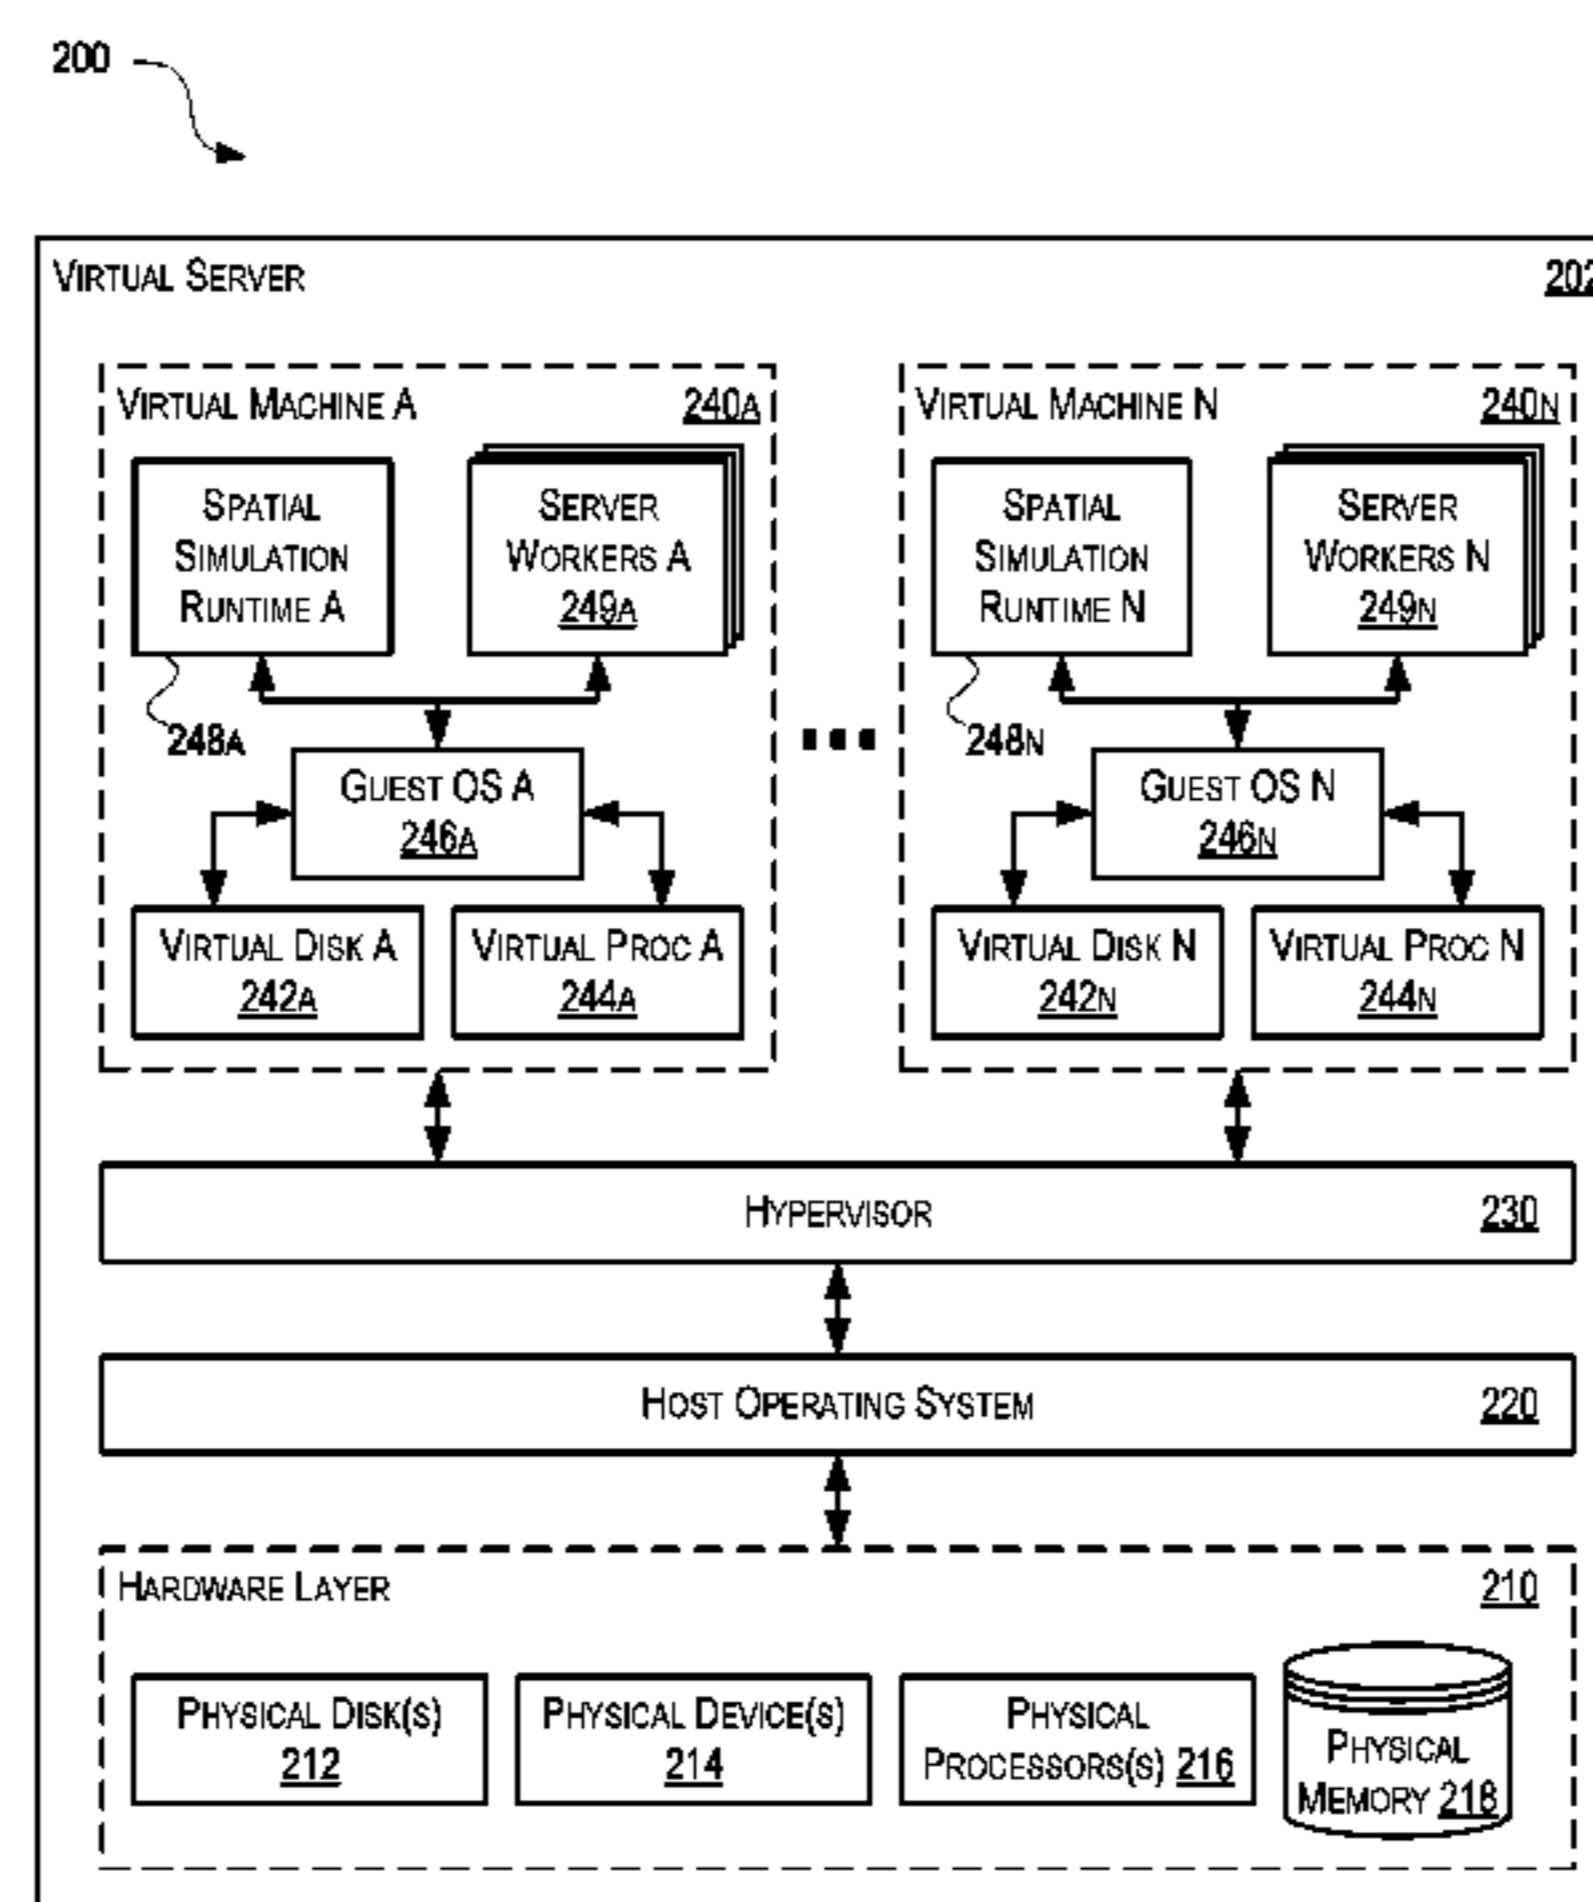 200
Virtual Server 202
Virtual Machine A 240A
Spatial
Simulation
Runtime A
Server
Workers A
249A
248A
Guest OS A
246A
Virtual Disk A
242A
Virtual Proc A
244A
Virtual Machine N 240N
Spatial
Simulation
Runtime N
Server
Workers N
249N
248N
Guest OS N
246N
Virtual Disk N
242N
Virtual Proc N
244N
Hypervisor 230
Host Operating System 220
Hardware Layer 210
Physical Disk(s)
212
Physical Device(s)
214
Physical
Processors(s) 216
Physical
Memory 218